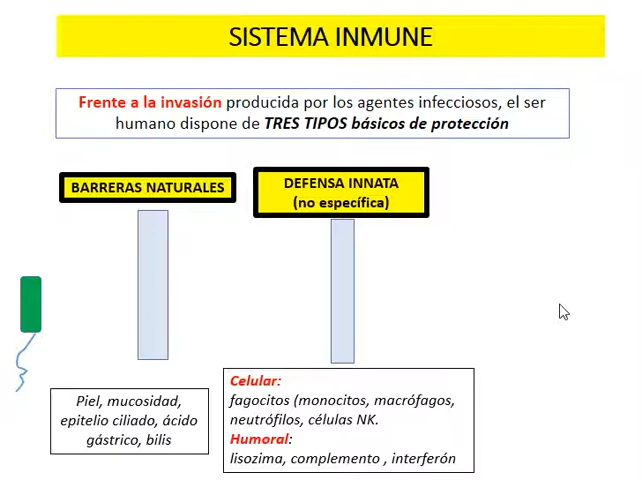 SISTEMA INMUNE
Frente a la invasión producida por los agentes infecciosos, el ser
humano dispone de TRES TIPOS básicos de protección
BARRERAS NATURALES
DEFENSA INNATA
(no específica)
Piel, mucosidad,
epitelio ciliado, ácido
gástrico, bilis
Celular:
fagocitos (monocitos, macrófagos,
neutrófilos, células NK.
Humoral:
lisozima, complemento , interferón